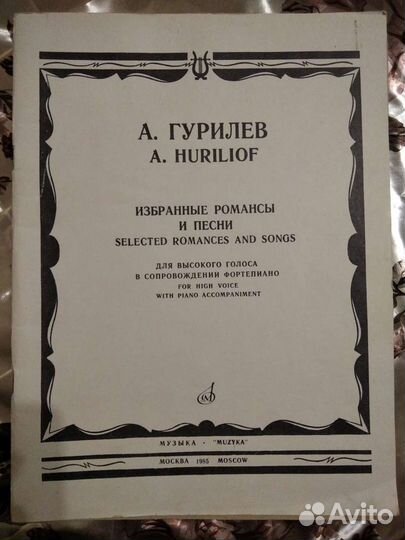 А. ГУРИЛЕВ
A. HURILIOF
ИЗБРАННЫЕ РОМАНСЫ
И ПЕСНИ
SELECTED ROMANCES AND SONGS
ДЛЯ ВЫСОКОГО ГОЛОСА
В СОПРОВОЖДЕНИИ ФОРТЕПИАНО
FOR HIGH VOICE
WITH PIANO ACCOMPANIMENT
МУЗЫКА · "MUZYKA"
МОСКВА 1985 MOSCOW
Avito